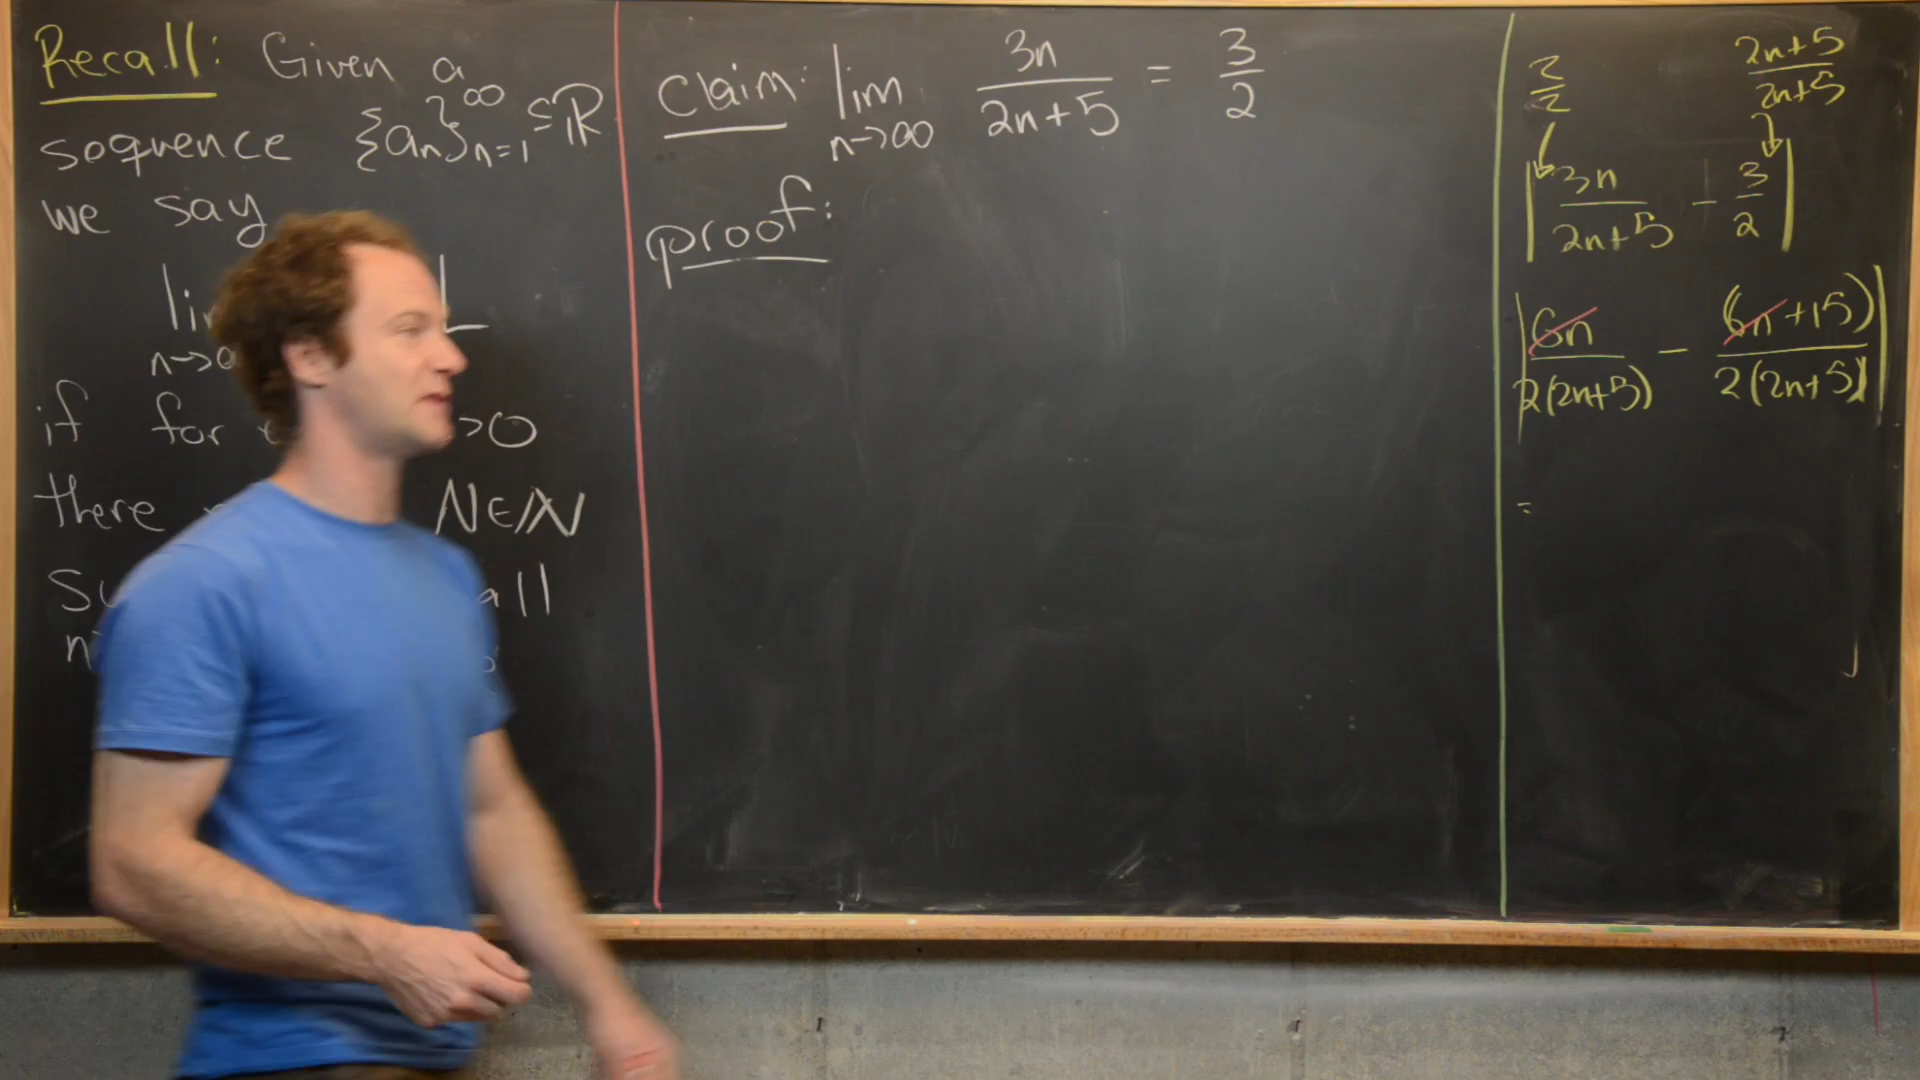 Recall: Given a
sequence {aₙ}ₙ₌₁^∞ ⊆ ℝ
we say
n→
L
if for >0
there N∈ℕ
all
Claim: lim n→∞ 3n/(2n+5) = 3/2
proof:
2/2 (2n+5)/(2n+5)
|3n/(2n+5) − 3/2|
|6n/(2(2n+5)) − (6n+15)/(2(2n+5))|
=